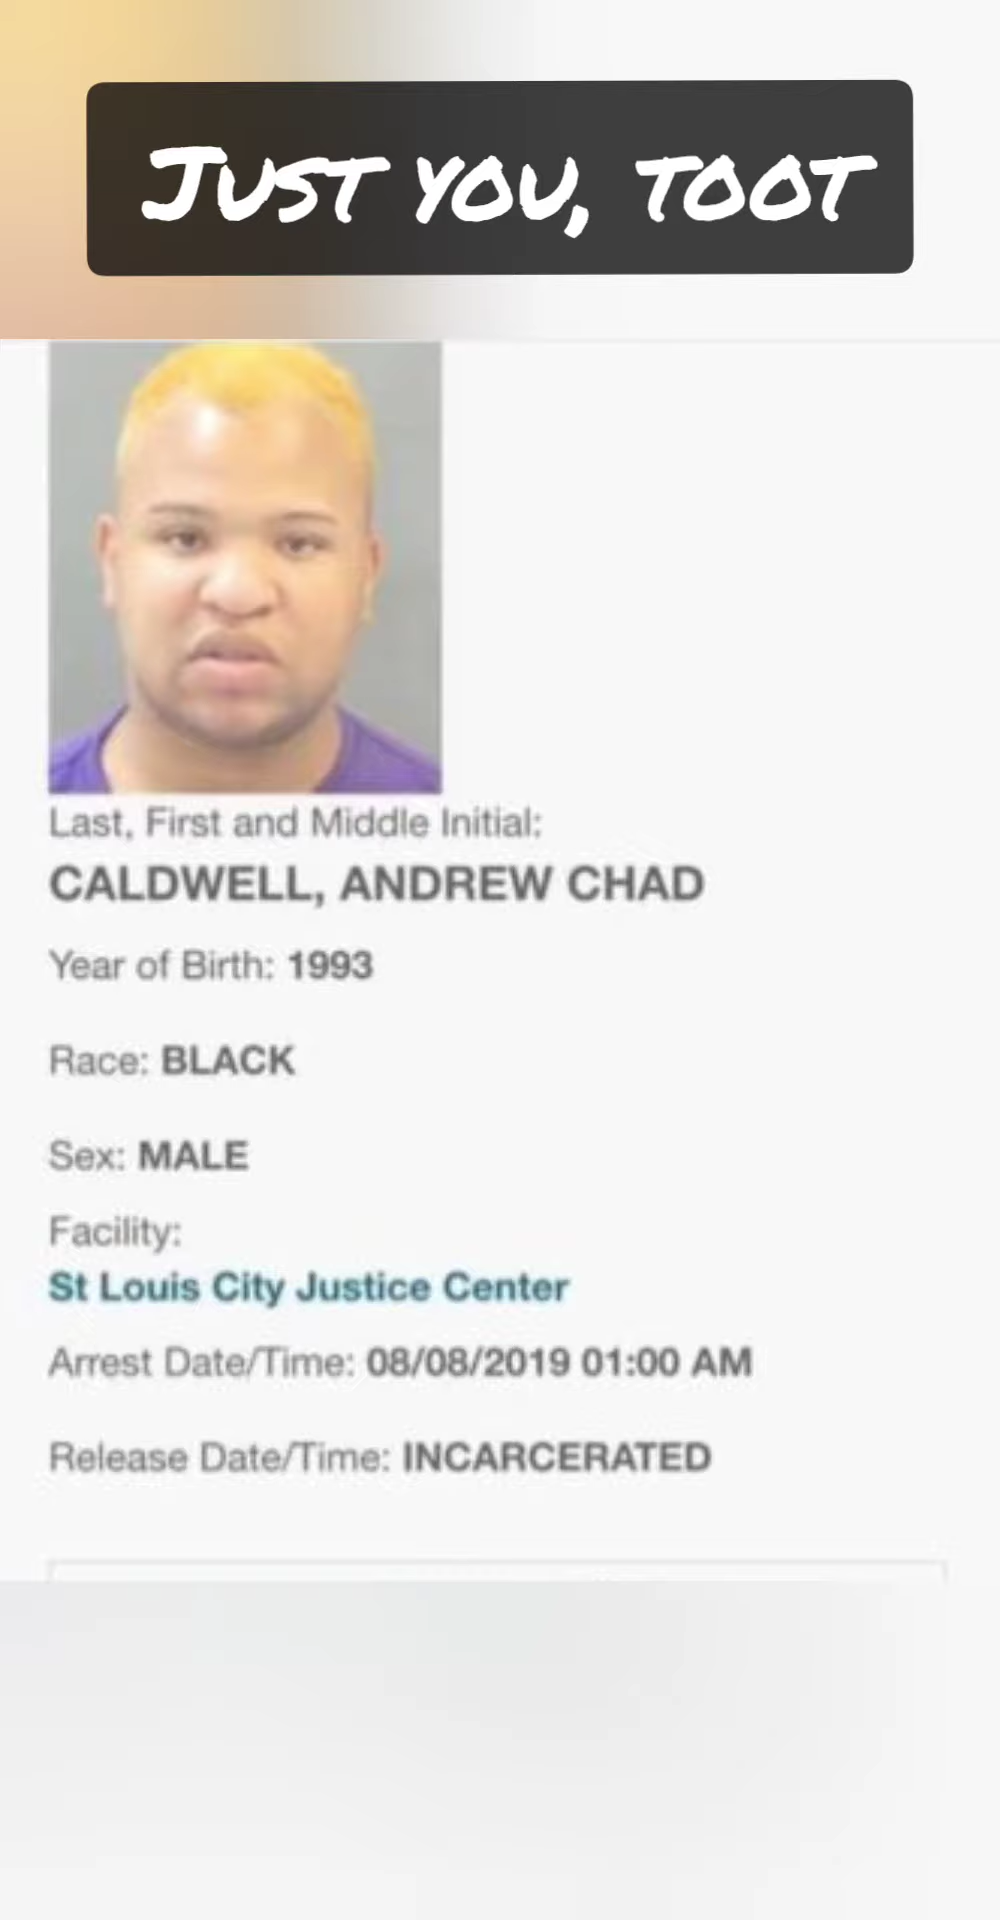 JUST YOU, TOOT
Last, First and Middle Initial:
CALDWELL, ANDREW CHAD
Year of Birth: 1993
Race: BLACK
Sex: MALE
Facility:
St Louis City Justice Center
Arrest Date/Time: 08/08/2019 01:00 AM
Release Date/Time: INCARCERATED